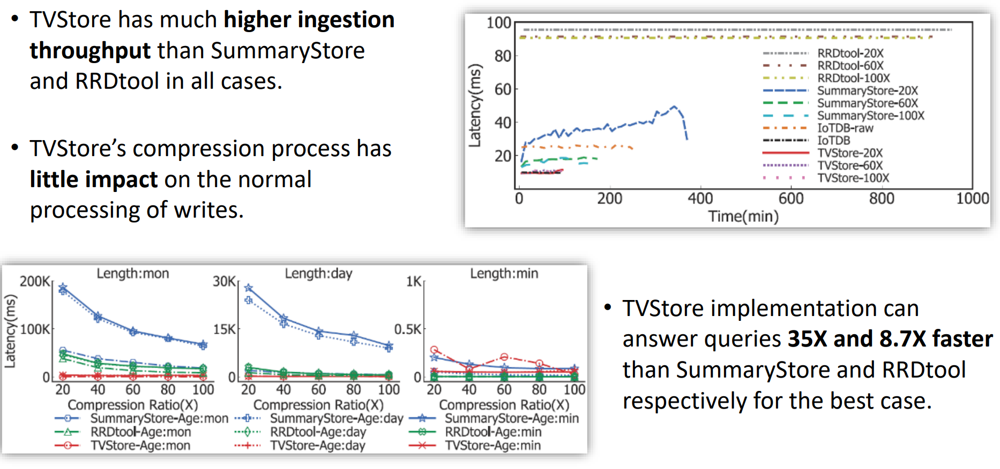 • TVStore has much higher ingestion
throughput than SummaryStore
and RRDtool in all cases.
• TVStore’s compression process has
little impact on the normal
processing of writes.
100
80
60
40
20
Latency(ms)
RRDtool-20X
RRDtool-60X
RRDtool-100X
SummaryStore-20X
SummaryStore-60X
SummaryStore-100X
IoTDB-raw
IoTDB
TVStore-20X
TVStore-60X
TVStore-100X
0 200 400 600 800 1000
Time(min)
Length:mon Length:day Length:min
200K 30K 1K
100K 15K 0.5K
0 0 0
Latency(ms)
20 40 60 80 100 20 40 60 80 100 20 40 60 80 100
Compression Ratio(X) Compression Ratio(X) Compression Ratio(X)
SummaryStore-Age:mon SummaryStore-Age:day SummaryStore-Age:min
RRDtool-Age:mon RRDtool-Age:day RRDtool-Age:min
TVStore-Age:mon TVStore-Age:day TVStore-Age:min
• TVStore implementation can
answer queries 35X and 8.7X faster
than SummaryStore and RRDtool
respectively for the best case.